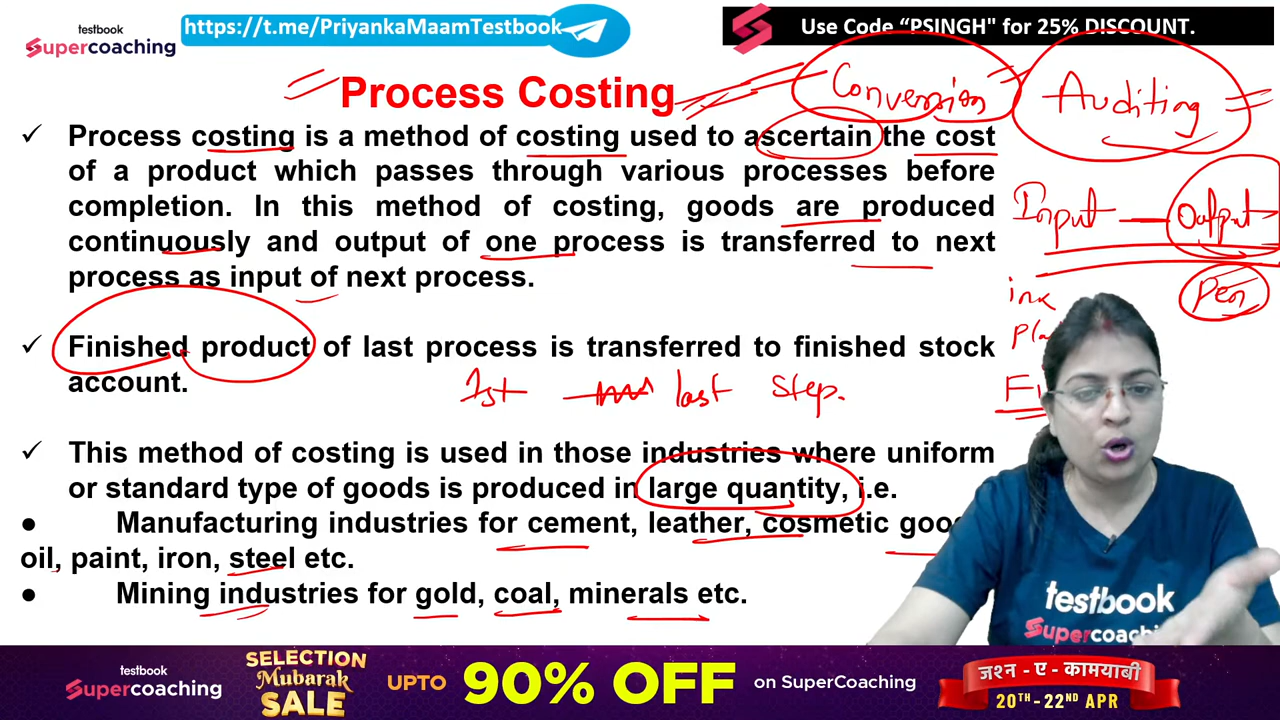 testbook
Supercoaching
https://t.me/PriyankaMaamTestbook
Use Code “PSINGH" for 25% DISCOUNT.
Process Costing
Conversion
Auditing
✓ Process costing is a method of costing used to ascertain the cost
of a product which passes through various processes before
completion. In this method of costing, goods are produced
continuously and output of one process is transferred to next
process as input of next process.
Input — Output
ink
Pen
✓ Finished product of last process is transferred to finished stock
account.
1st last step.
✓ This method of costing is used in those industries where uniform
or standard type of goods is produced in large quantity, i.e.
● Manufacturing industries for cement, leather, cosmetic
oil, paint, iron, steel etc.
● Mining industries for gold, coal, minerals etc.
testbook
Supercoaching
testbook
Supercoaching
SELECTION
Mubarak
SALE
UPTO 90% OFF on SuperCoaching
जश्न - ए - कामयाबी
20TH-22ND APR